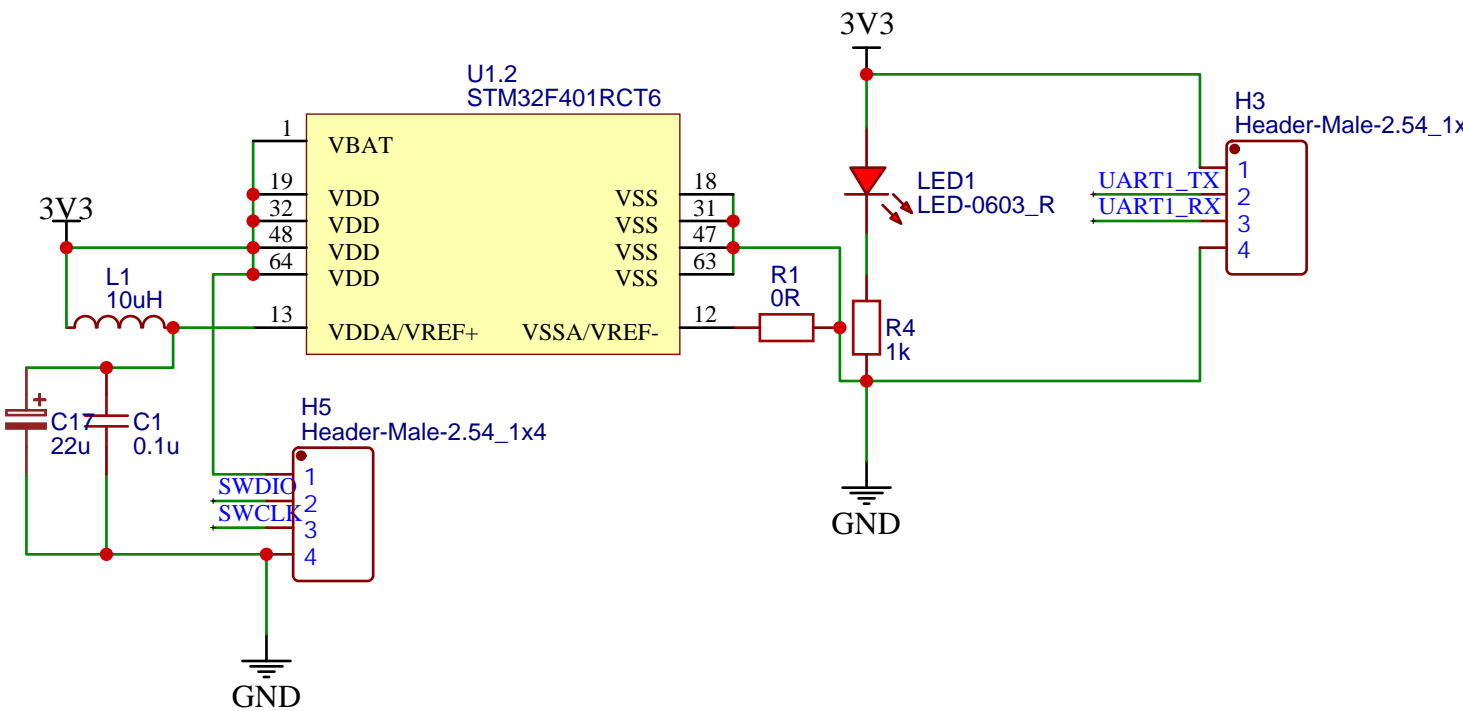 3V3
U1.2
STM32F401RCT6
H3
Header-Male-2.54_1x
1 VBAT
19 VDD VSS 18
32 VDD VSS 31
48 VDD VSS 47
64 VDD VSS 63
13 VDDA/VREF+ VSSA/VREF- 12
3V3
L1
10uH
R1
0R
LED1
LED-0603_R
R4
1k
UART1_TX
UART1_RX
1
2
3
4
C17
22u
C1
0.1u
H5
Header-Male-2.54_1x4
SWDIO
SWCLK
1
2
3
4
GND
GND